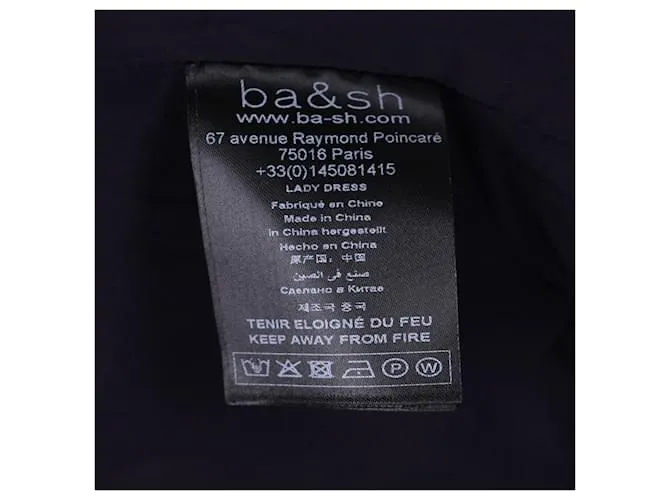 ba&sh
www.ba-sh.com
67 avenue Raymond Poincaré
75016 Paris
+33(0)145081415
LADY DRESS
Fabriqué en Chine
Made in China
in China hergestellt
Hecho en China
原产国：中国
صنع في الصين
Сделано в Китае
제조국 중국
TENIR ELOIGNÉ DU FEU
KEEP AWAY FROM FIRE
P W